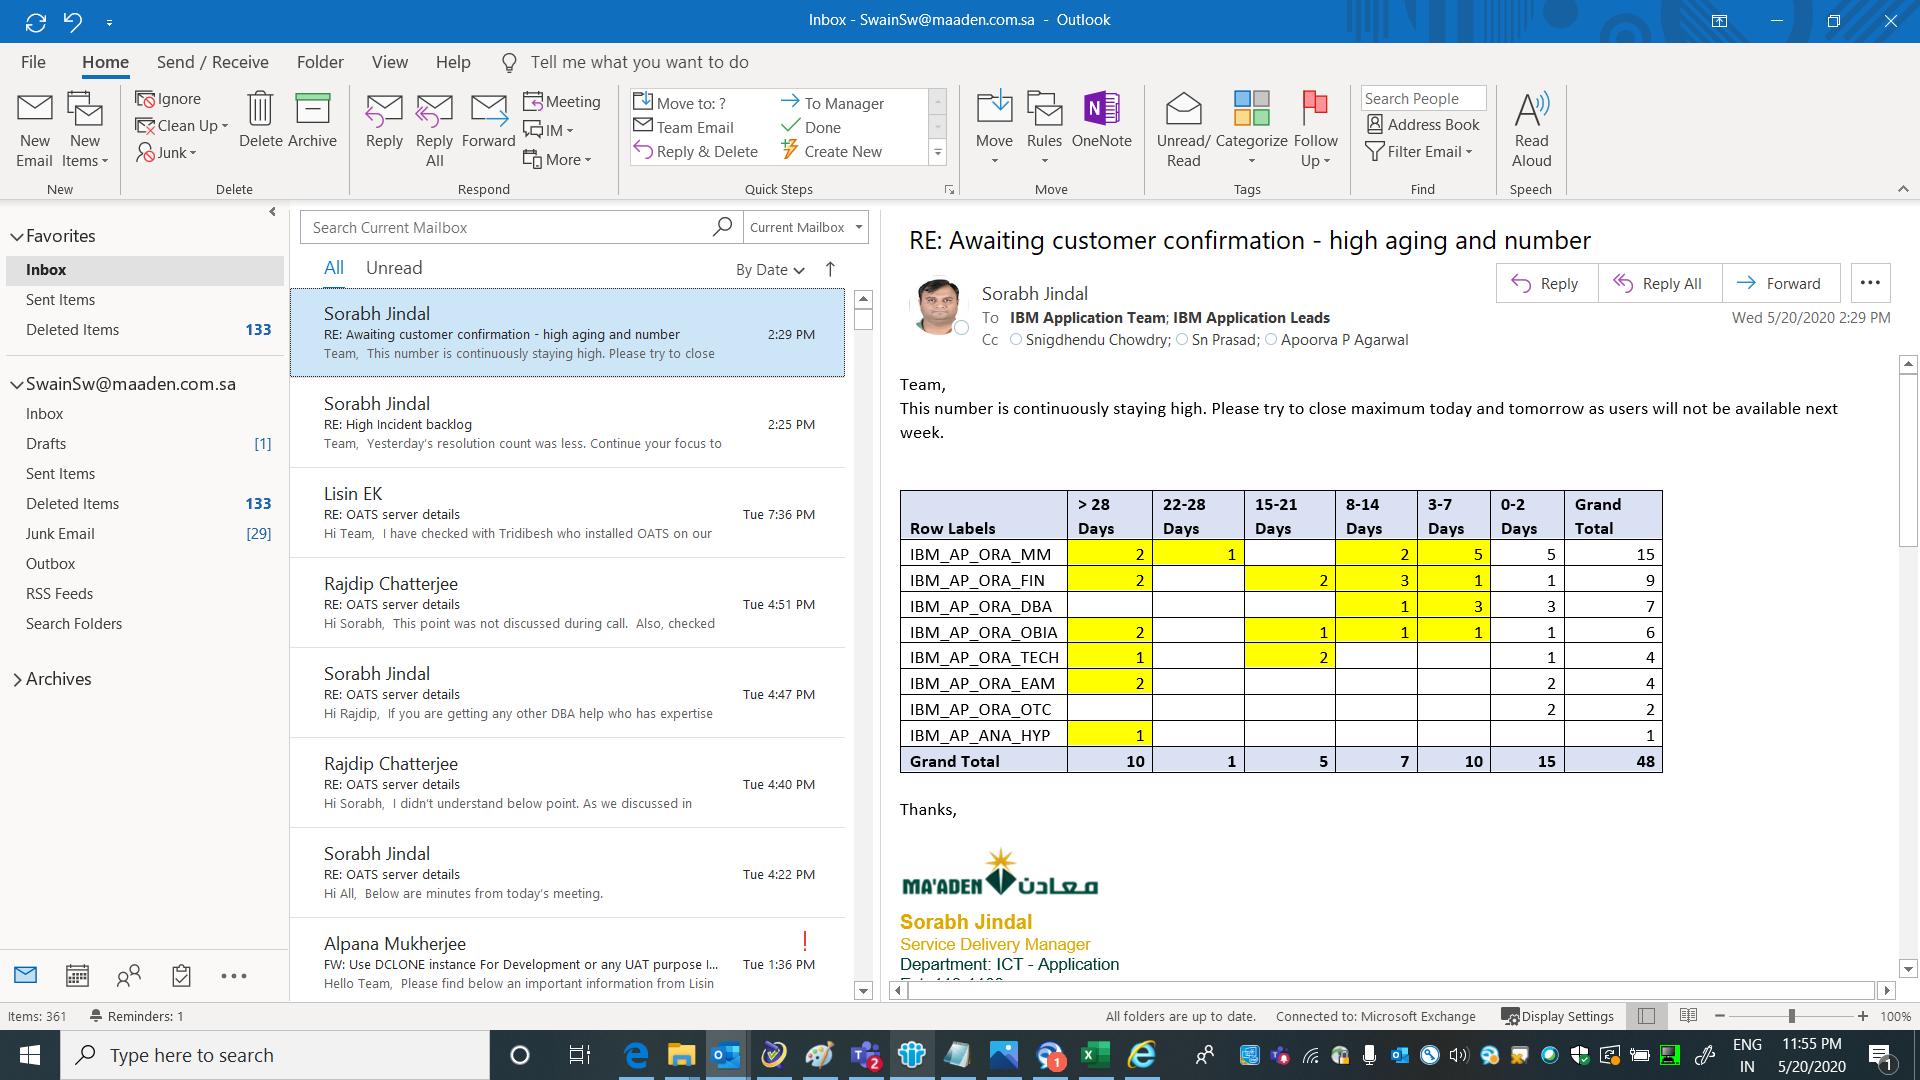 Inbox - SwainSw@maaden.com.sa - Outlook
File Home Send / Receive Folder View Help Tell me what you want to do
New Email
New Items
New
Ignore
Clean Up
Junk
Delete
Archive
Delete
Reply
Reply All
Forward
Meeting
IM
More
Respond
Move to: ?
Team Email
Reply & Delete
To Manager
Done
Create New
Quick Steps
Move
Rules
OneNote
Move
Unread/ Read
Categorize
Follow Up
Tags
Search People
Address Book
Filter Email
Find
Read Aloud
Speech
Favorites
Inbox
Sent Items
Deleted Items 133
SwainSw@maaden.com.sa
Inbox
Drafts [1]
Sent Items
Deleted Items 133
Junk Email [29]
Outbox
RSS Feeds
Search Folders
Archives
Search Current Mailbox Current Mailbox
All Unread By Date
Sorabh Jindal
RE: Awaiting customer confirmation - high aging and number 2:29 PM
Team, This number is continuously staying high. Please try to close
Sorabh Jindal
RE: High Incident backlog 2:25 PM
Team, Yesterday's resolution count was less. Continue your focus to
Lisin EK
RE: OATS server details Tue 7:36 PM
Hi Team, I have checked with Tridibesh who installed OATS on our
Rajdip Chatterjee
RE: OATS server details Tue 4:51 PM
Hi Sorabh, This point was not discussed during call. Also, checked
Sorabh Jindal
RE: OATS server details Tue 4:47 PM
Hi Rajdip, If you are getting any other DBA help who has expertise
Rajdip Chatterjee
RE: OATS server details Tue 4:40 PM
Hi Sorabh, I didn't understand below point. As we discussed in
Sorabh Jindal
RE: OATS server details Tue 4:22 PM
Hi All, Below are minutes from today's meeting.
Alpana Mukherjee
FW: Use DCLONE instance For Development or any UAT purpose I... Tue 1:36 PM
Hello Team, Please find below an important information from Lisin
RE: Awaiting customer confirmation - high aging and number
Reply Reply All Forward
Sorabh Jindal
To IBM Application Team; IBM Application Leads
Wed 5/20/2020 2:29 PM
Cc Snigdhendu Chowdry; Sn Prasad; Apoorva P Agarwal
Team,
This number is continuously staying high. Please try to close maximum today and tomorrow as users will not be available next
week.
Row Labels > 28 Days 22-28 Days 15-21 Days 8-14 Days 3-7 Days 0-2 Days Grand Total
IBM_AP_ORA_MM 2 1 2 5 5 15
IBM_AP_ORA_FIN 2 2 3 1 1 9
IBM_AP_ORA_DBA 1 3 3 7
IBM_AP_ORA_OBIA 2 1 1 1 1 6
IBM_AP_ORA_TECH 1 2 1 4
IBM_AP_ORA_EAM 2 2 4
IBM_AP_ORA_OTC 2 2
IBM_AP_ANA_HYP 1 1
Grand Total 10 1 5 7 10 15 48
Thanks,
MA'ADEN معادن
Sorabh Jindal
Service Delivery Manager
Department: ICT - Application
Items: 361 Reminders: 1 All folders are up to date. Connected to: Microsoft Exchange Display Settings 100%
Type here to search
2
1
ENG
IN
11:55 PM
5/20/2020
1